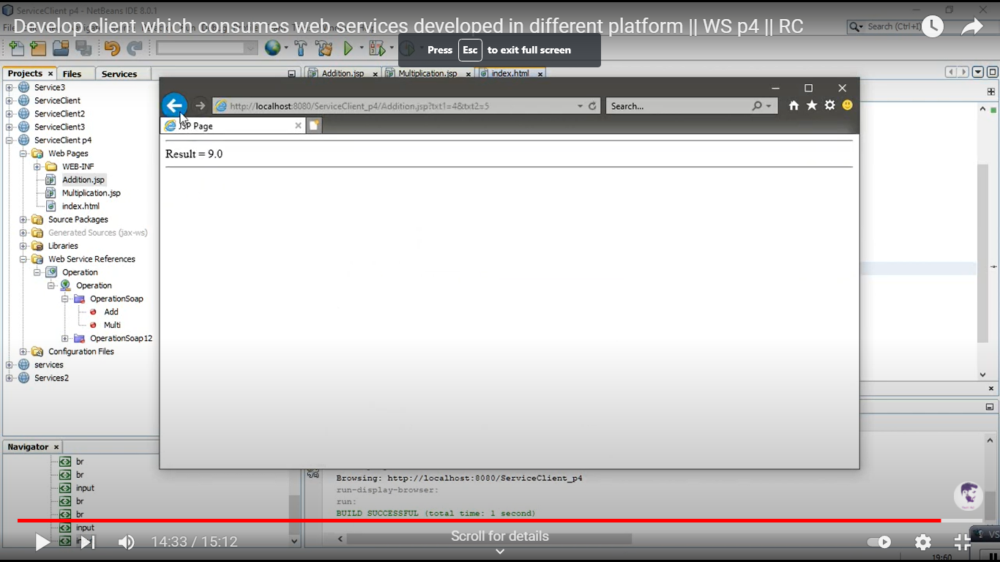 ServiceClient p4 - NetBeans IDE 8.0.1
Develop client which consumes web services developed in different platform || WS p4 || RC
Search (Ctrl+I)
Press Esc to exit full screen
Projects Files Services
Addition.jsp Multiplication.jsp index.html
Service3
ServiceClient
ServiceClient2
ServiceClient3
ServiceClient p4
Web Pages
WEB-INF
Addition.jsp
Multiplication.jsp
index.html
Source Packages
Generated Sources (jax-ws)
Libraries
Web Service References
Operation
Operation
OperationSoap
Add
Multi
OperationSoap12
Configuration Files
services
Services2
http://localhost:8080/ServiceClient_p4/Addition.jsp?txt1=4&txt2=5
Search...
JSP Page
Result = 9.0
Navigator
br
br
input
br
br
input
Browsing: http://localhost:8080/ServiceClient_p4
run-display-browser:
run:
BUILD SUCCESSFUL (total time: 1 second)
14:33 / 15:12
Scroll for details
VS
19:60